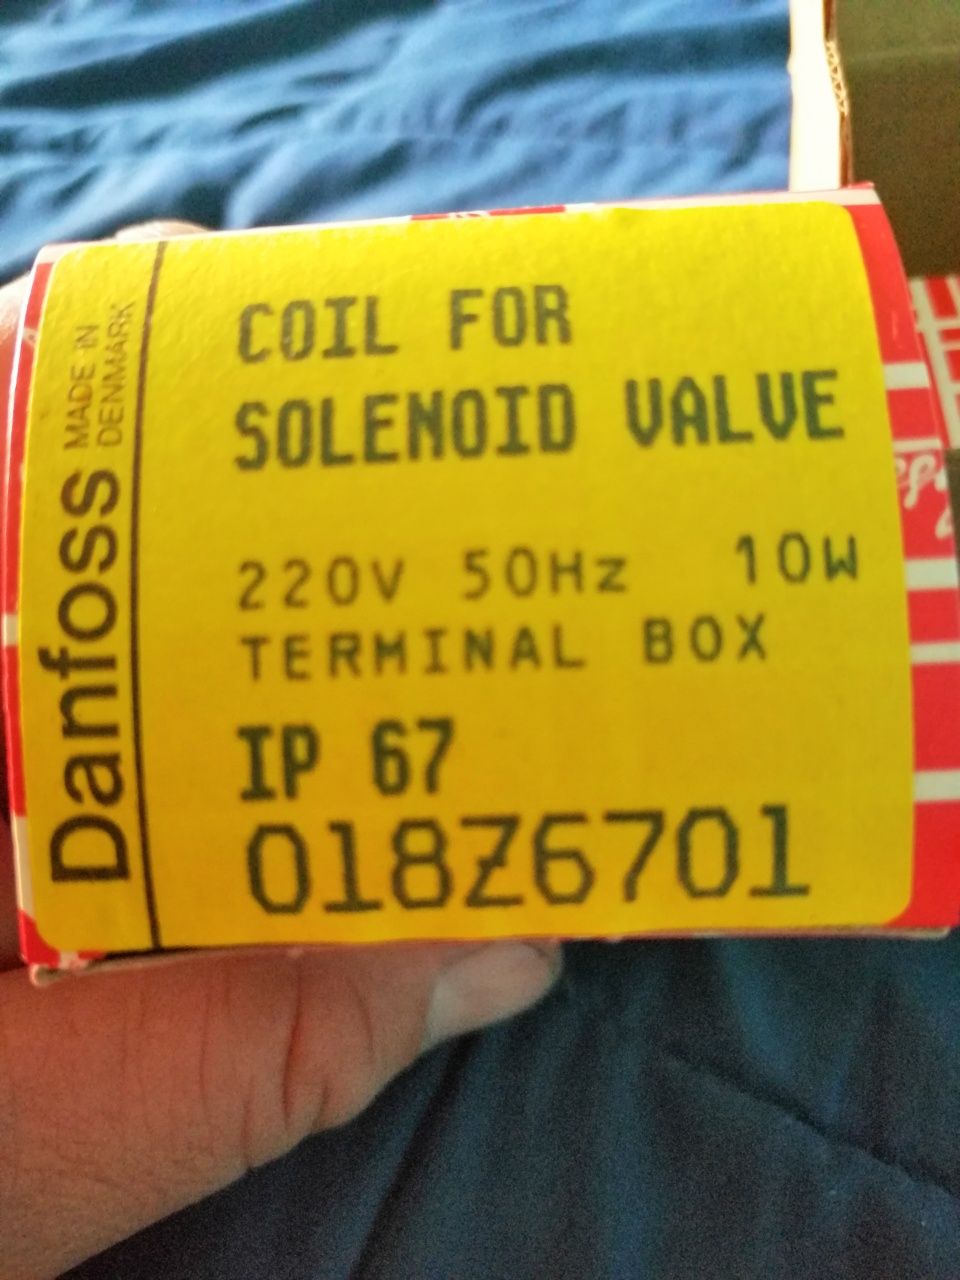 COIL FOR
SOLENOID VALVE
220V 50Hz 10W
TERMINAL BOX
IP 67
018Z6701
Danfoss
MADE IN
DENMARK